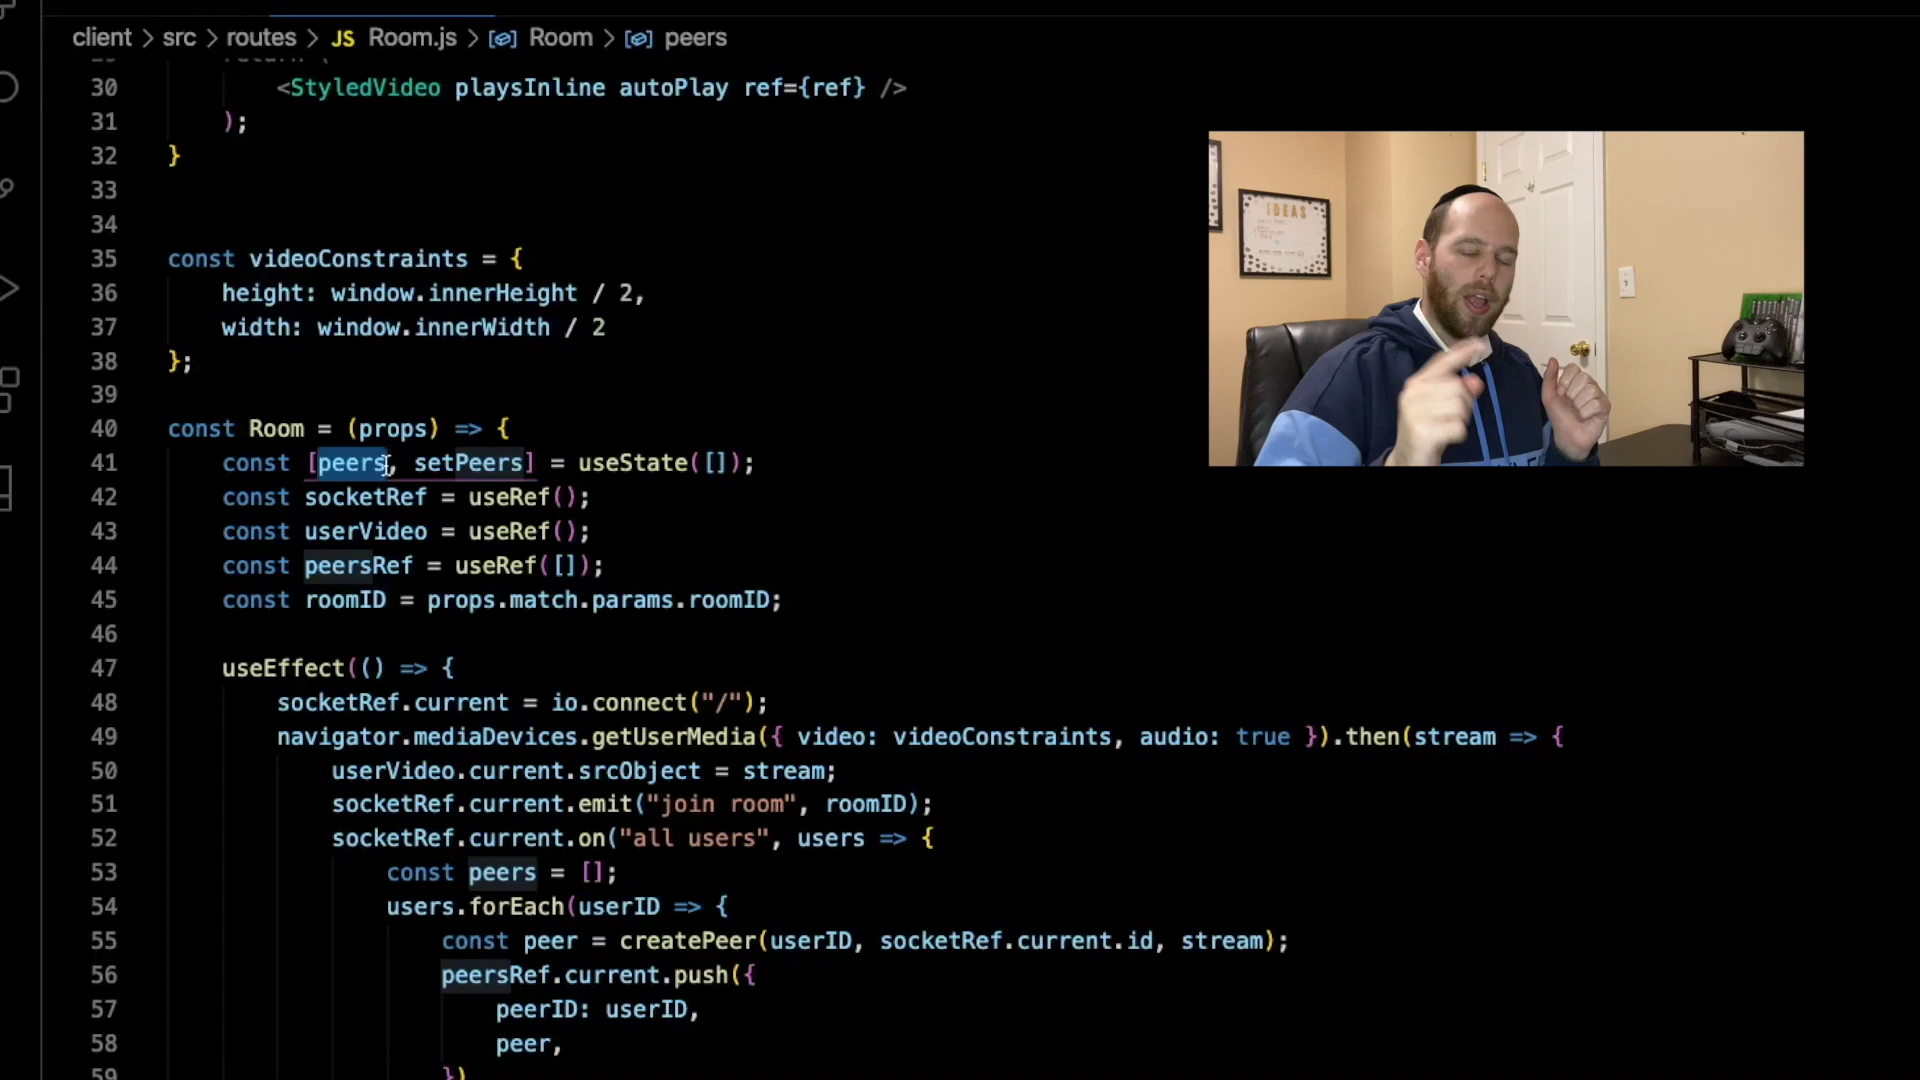 client > src > routes > JS Room.js > Room > peers
return (
30 <StyledVideo playsInline autoPlay ref={ref} />
31 );
32 }
33
34
35 const videoConstraints = {
36 height: window.innerHeight / 2,
37 width: window.innerWidth / 2
38 };
39
40 const Room = (props) => {
41 const [peers, setPeers] = useState([]);
42 const socketRef = useRef();
43 const userVideo = useRef();
44 const peersRef = useRef([]);
45 const roomID = props.match.params.roomID;
46
47 useEffect(() => {
48 socketRef.current = io.connect("/");
49 navigator.mediaDevices.getUserMedia({ video: videoConstraints, audio: true }).then(stream => {
50 userVideo.current.srcObject = stream;
51 socketRef.current.emit("join room", roomID);
52 socketRef.current.on("all users", users => {
53 const peers = [];
54 users.forEach(userID => {
55 const peer = createPeer(userID, socketRef.current.id, stream);
56 peersRef.current.push({
57 peerID: userID,
58 peer,
59 })
IDEAS